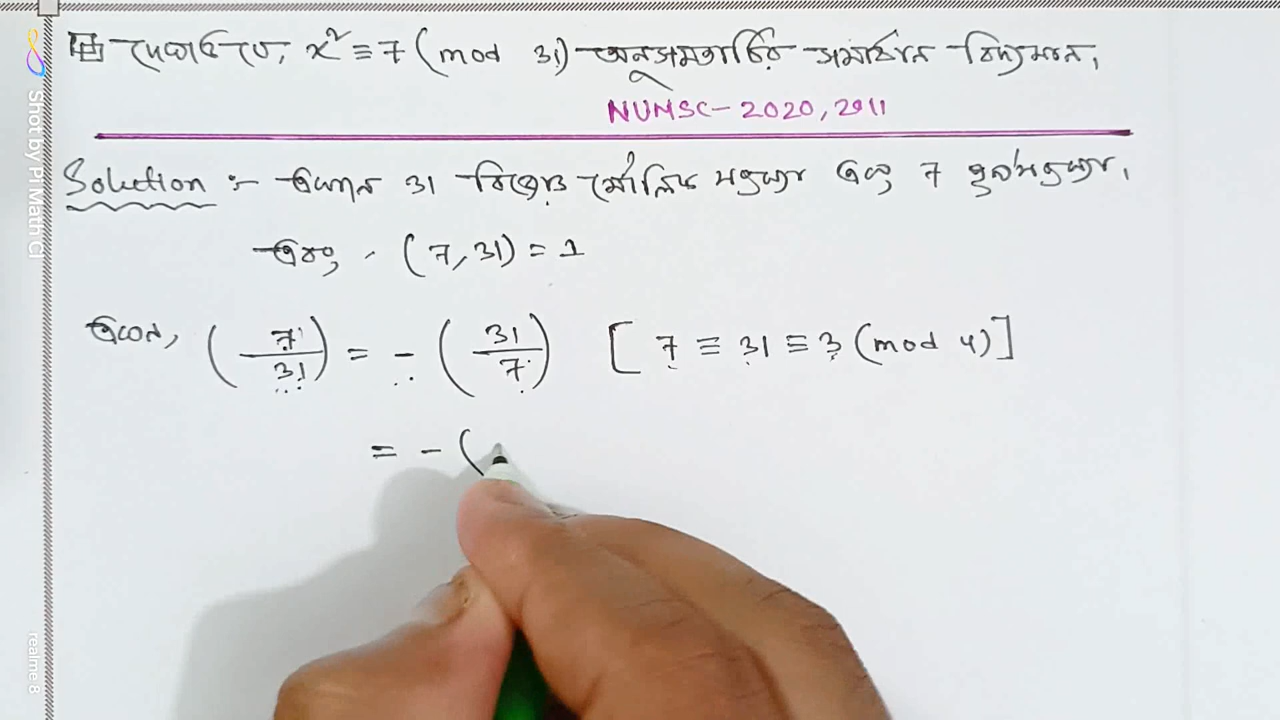 দেখাও যে, x² ≡ 7 (mod 31) অনুসমতাটির সমাধান বিদ্যমান।
NUMSC- 2020, 2011
Solution :- এখানে 31 বিজোড় মৌলিক সংখ্যা এবং 7 পূর্ণসংখ্যা।
এবং, (7, 31) = 1
এখন, (7/31) = - (31/7) [7 ≡ 31 ≡ 3 (mod 4)]
= - (
Shot by PI Math Cl
realme 8